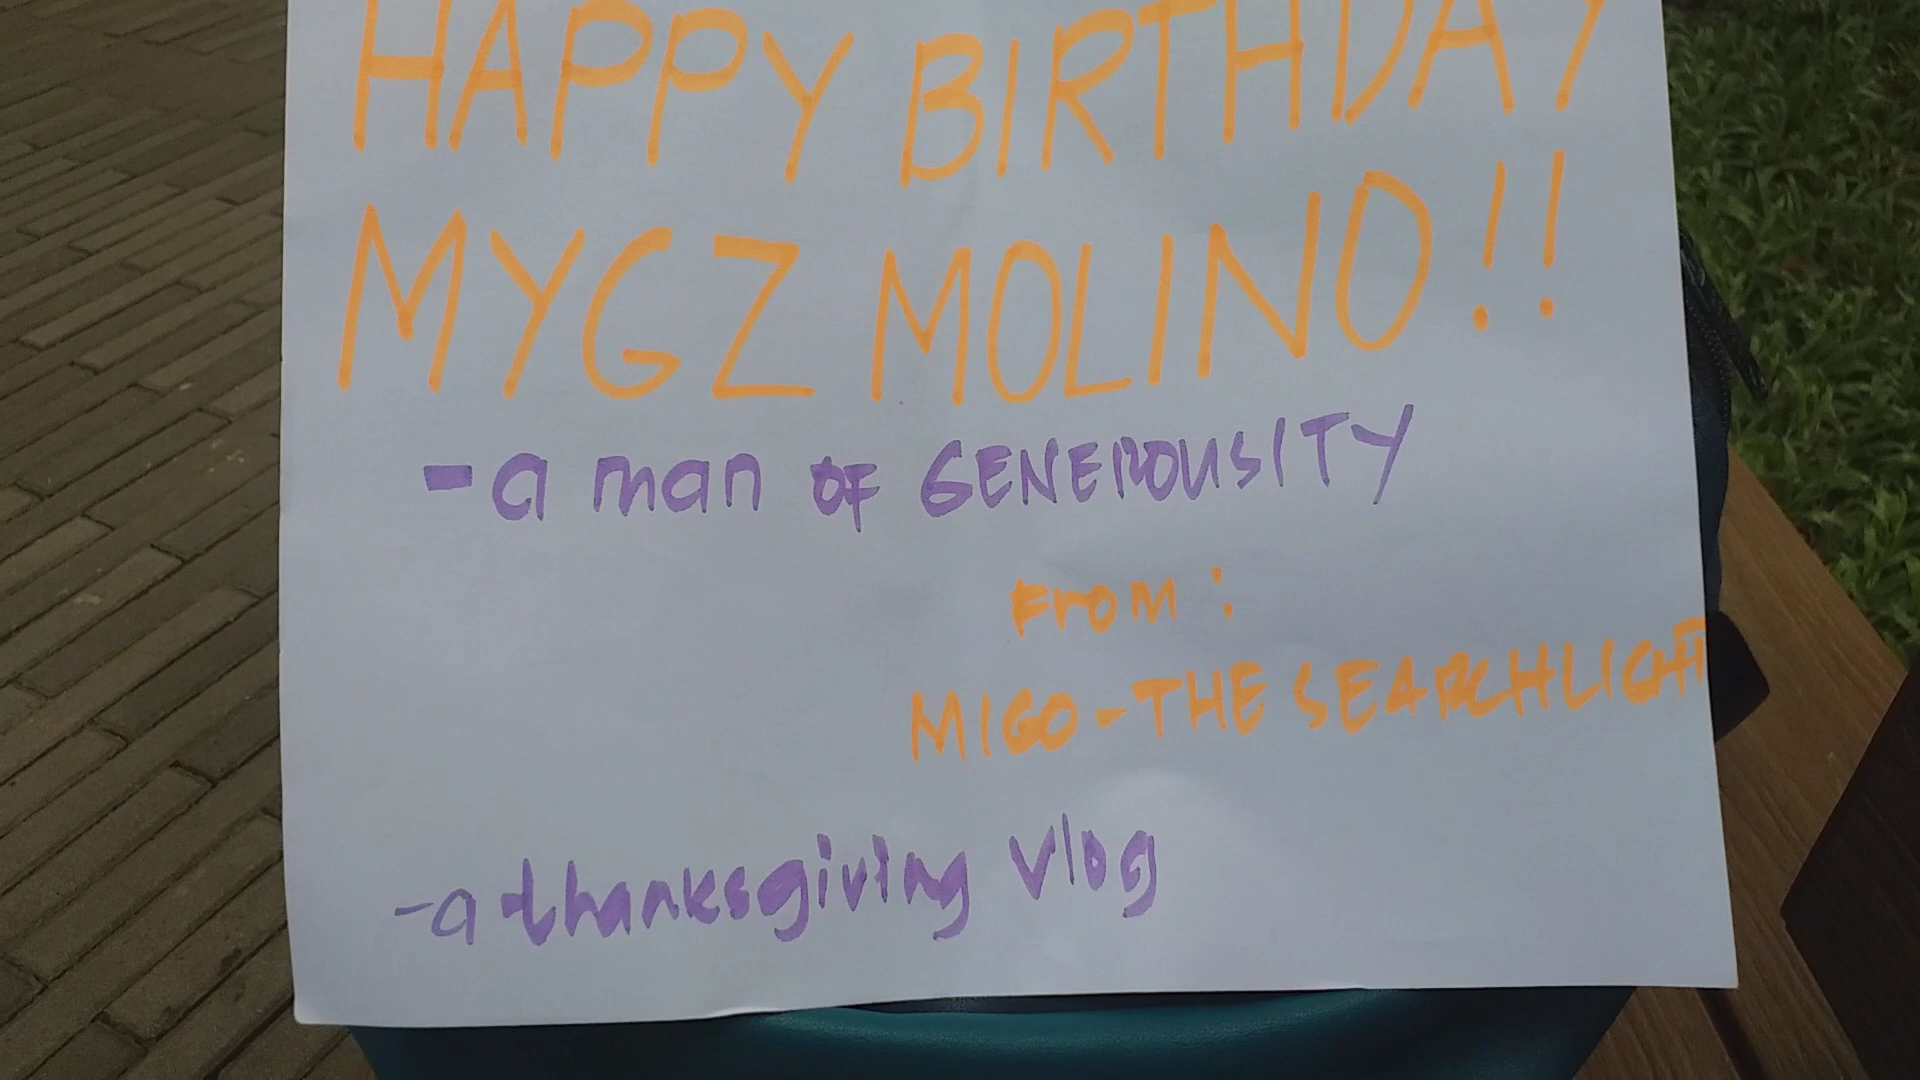 HAPPY BIRTHDAY
MYGZ MOLINO!!
-a man OF GENEROUSITY
From:
MIGO-THE SEARCHLIGHT
-a thanksgiving vlog